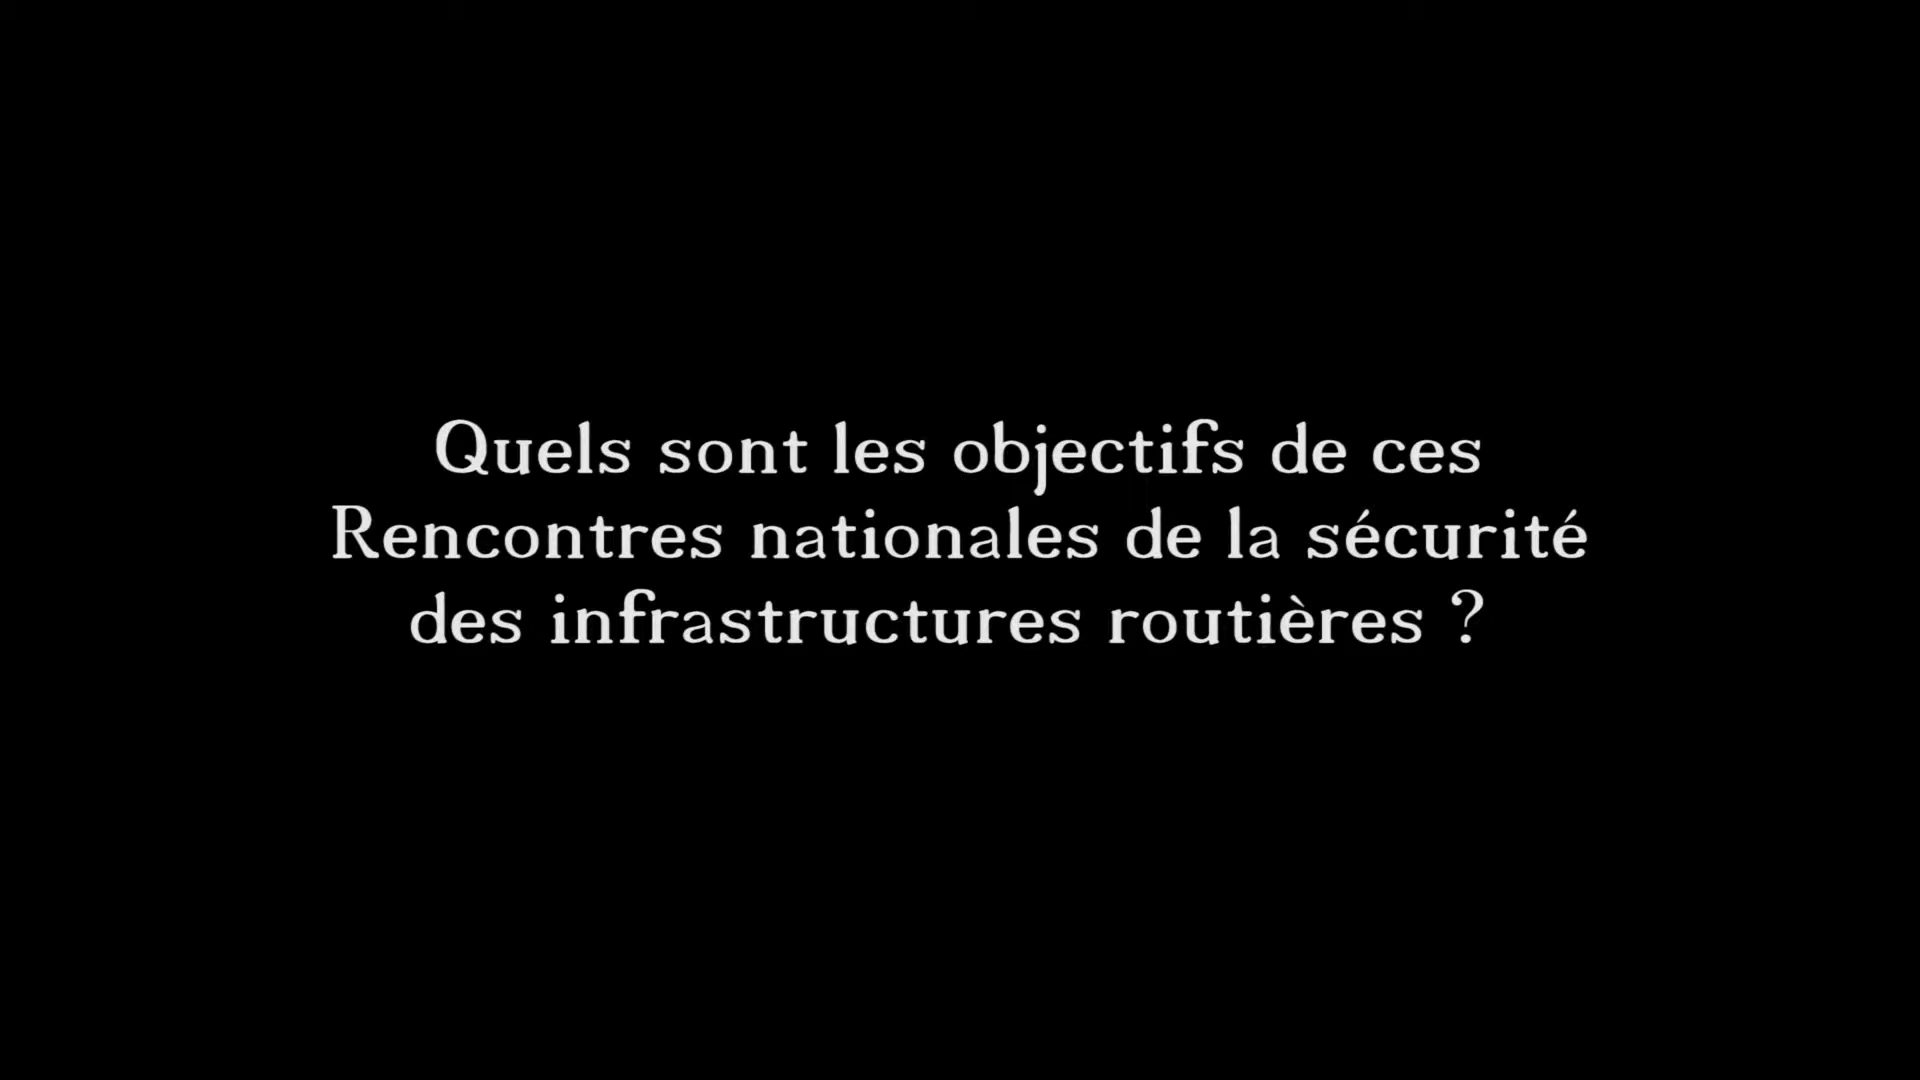 Quels sont les objectifs de ces
Rencontres nationales de la sécurité
des infrastructures routières ?